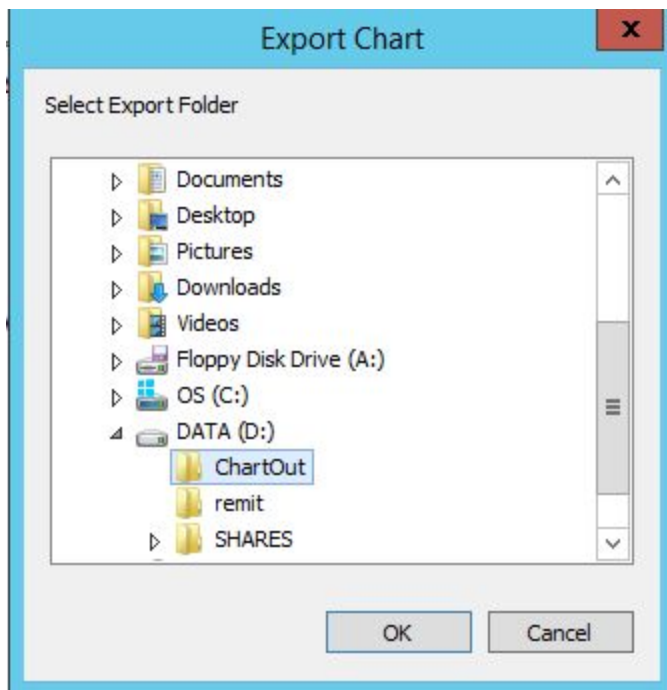 Export Chart
x
Select Export Folder
Documents
Desktop
Pictures
Downloads
Videos
Floppy Disk Drive (A:)
OS (C:)
DATA (D:)
ChartOut
remit
SHARES
OK Cancel